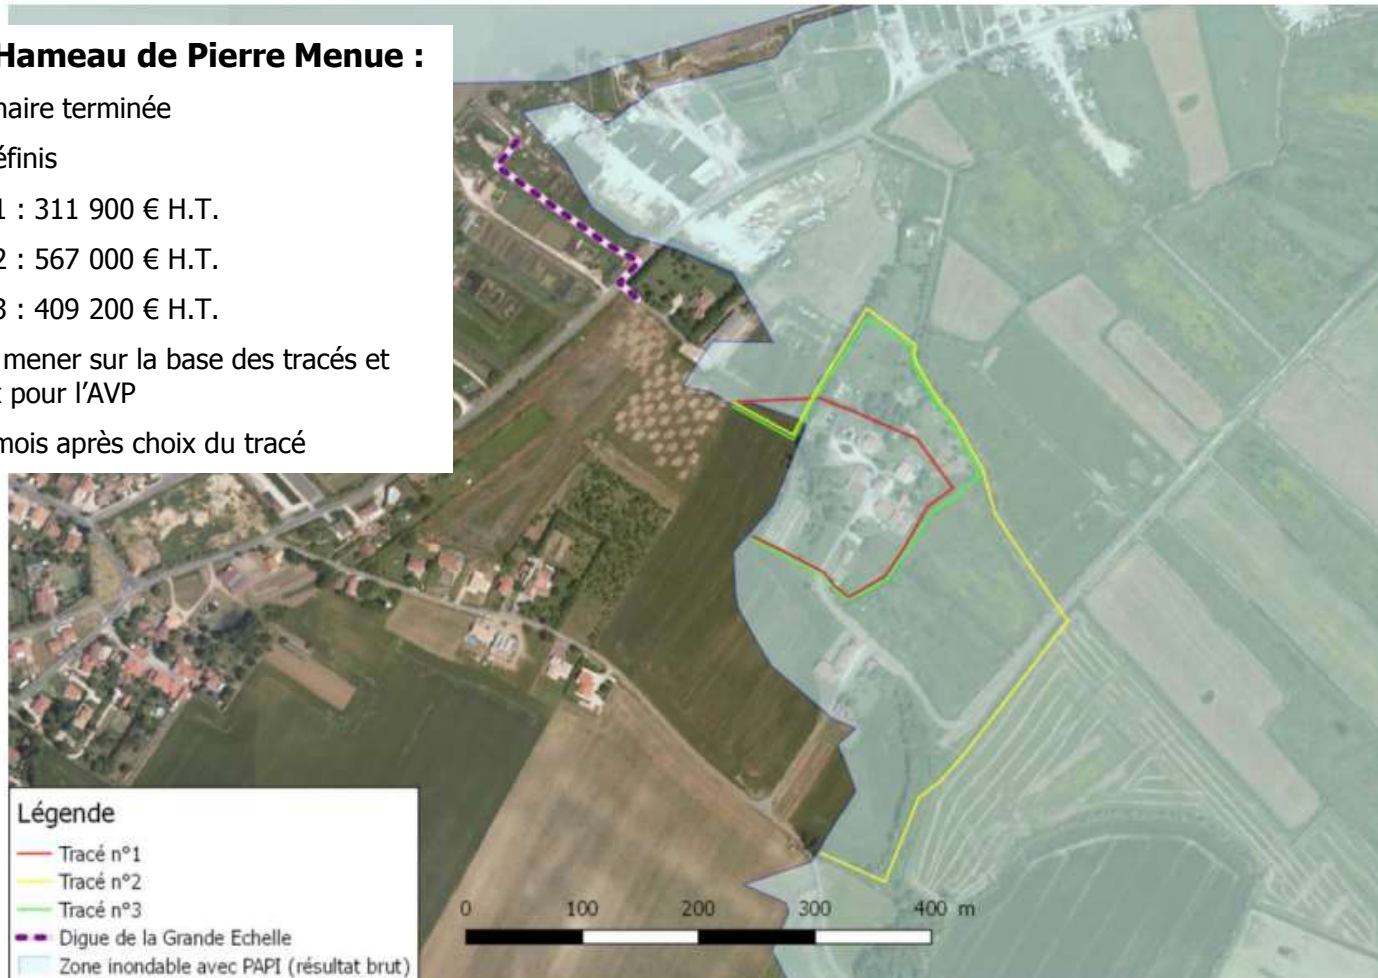 Hameau de Pierre Menue :
naire terminée
éfinis
1 : 311 900 € H.T.
2 : 567 000 € H.T.
3 : 409 200 € H.T.
mener sur la base des tracés et
pour l'AVP
mois après choix du tracé
Légende
Tracé n°1
Tracé n°2
Tracé n°3
Digue de la Grande Echelle
Zone inondable avec PAPI (résultat brut)
0 100 200 300 400 m